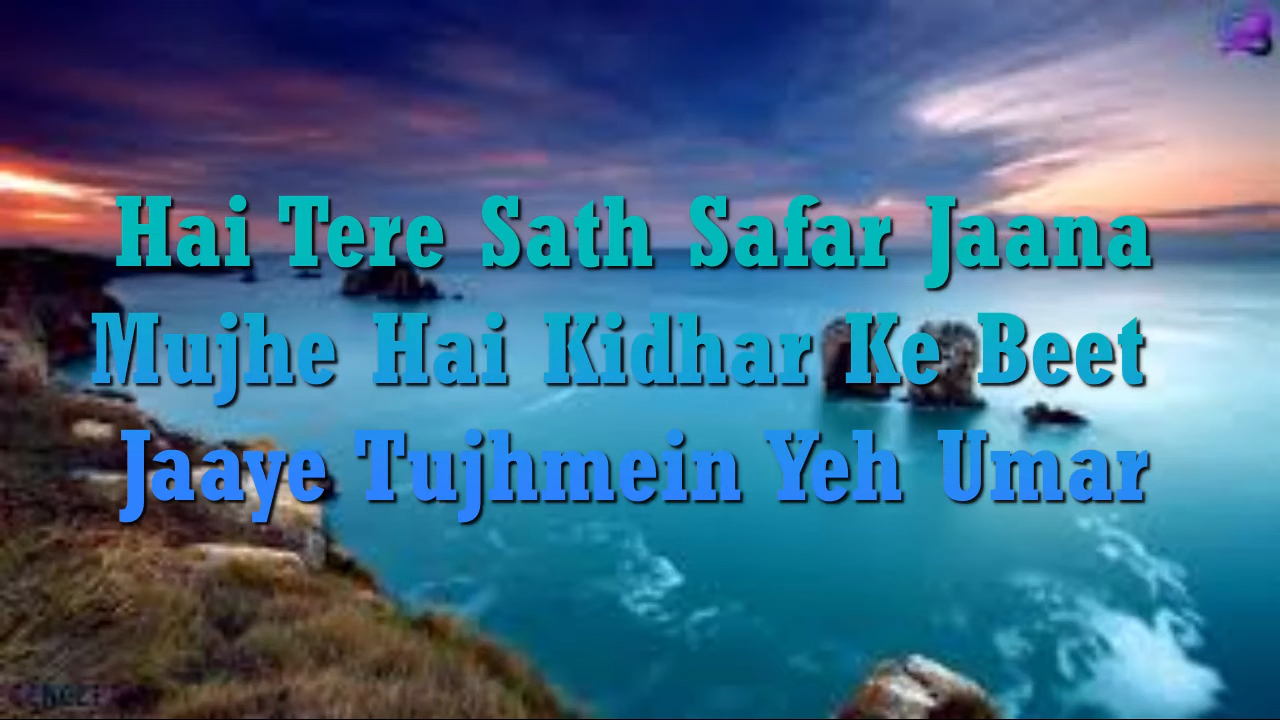 Hai Tere Sath Safar Jaana
Mujhe Hai Kidhar Ke Beet
Jaaye Tujhmein Yeh Umar